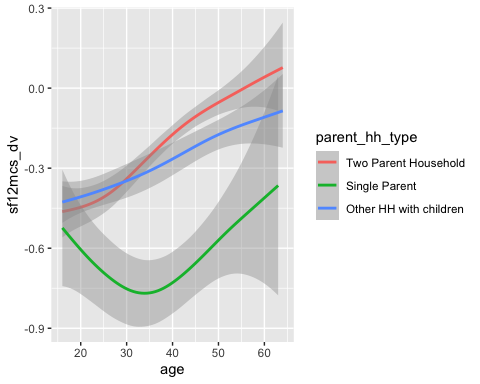 0.3
0.0
-0.3
-0.6
-0.9
sf12mcs_dv
20 30 40 50 60
age
parent_hh_type
Two Parent Household
Single Parent
Other HH with children